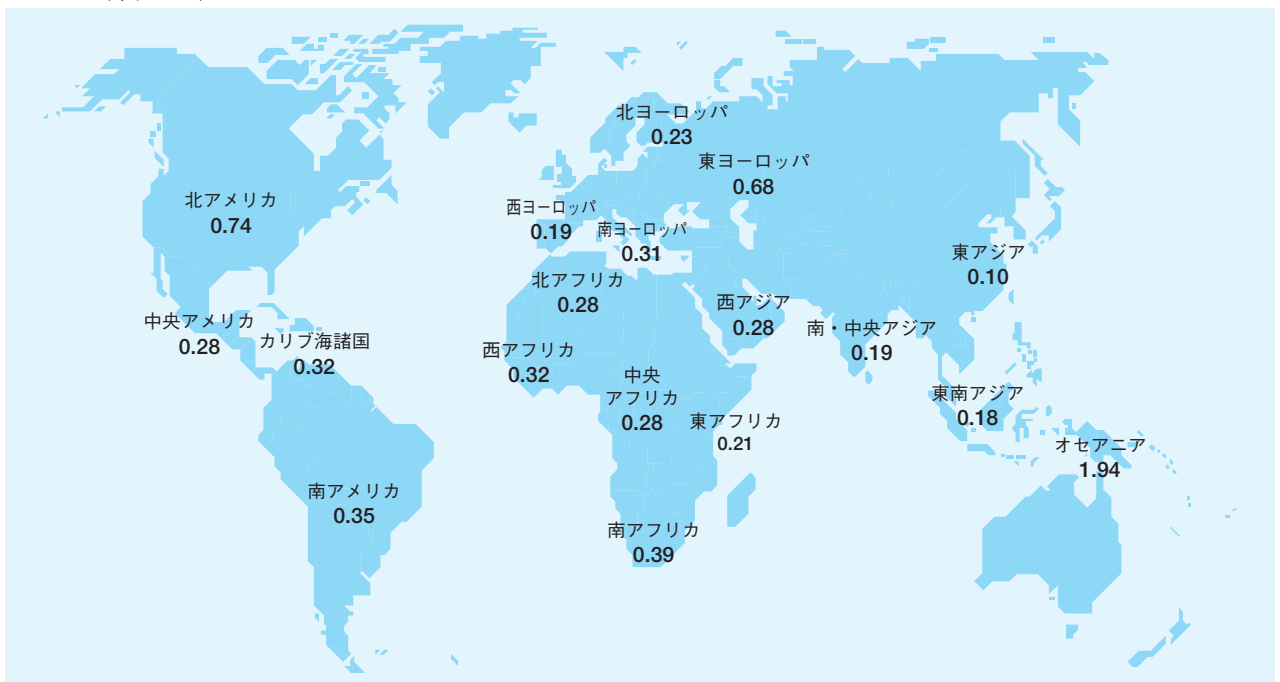 北ヨーロッパ
0.23
東ヨーロッパ
0.68
北アメリカ
0.74
西ヨーロッパ
0.19
南ヨーロッパ
0.31
東アジア
0.10
北アフリカ
0.28
西アジア
0.28
中央アメリカ
0.28
カリブ海諸国
0.32
南・中央アジア
0.19
西アフリカ
0.32
中央
アフリカ
0.28
東アフリカ
0.21
東南アジア
0.18
オセアニア
1.94
南アメリカ
0.35
南アフリカ
0.39